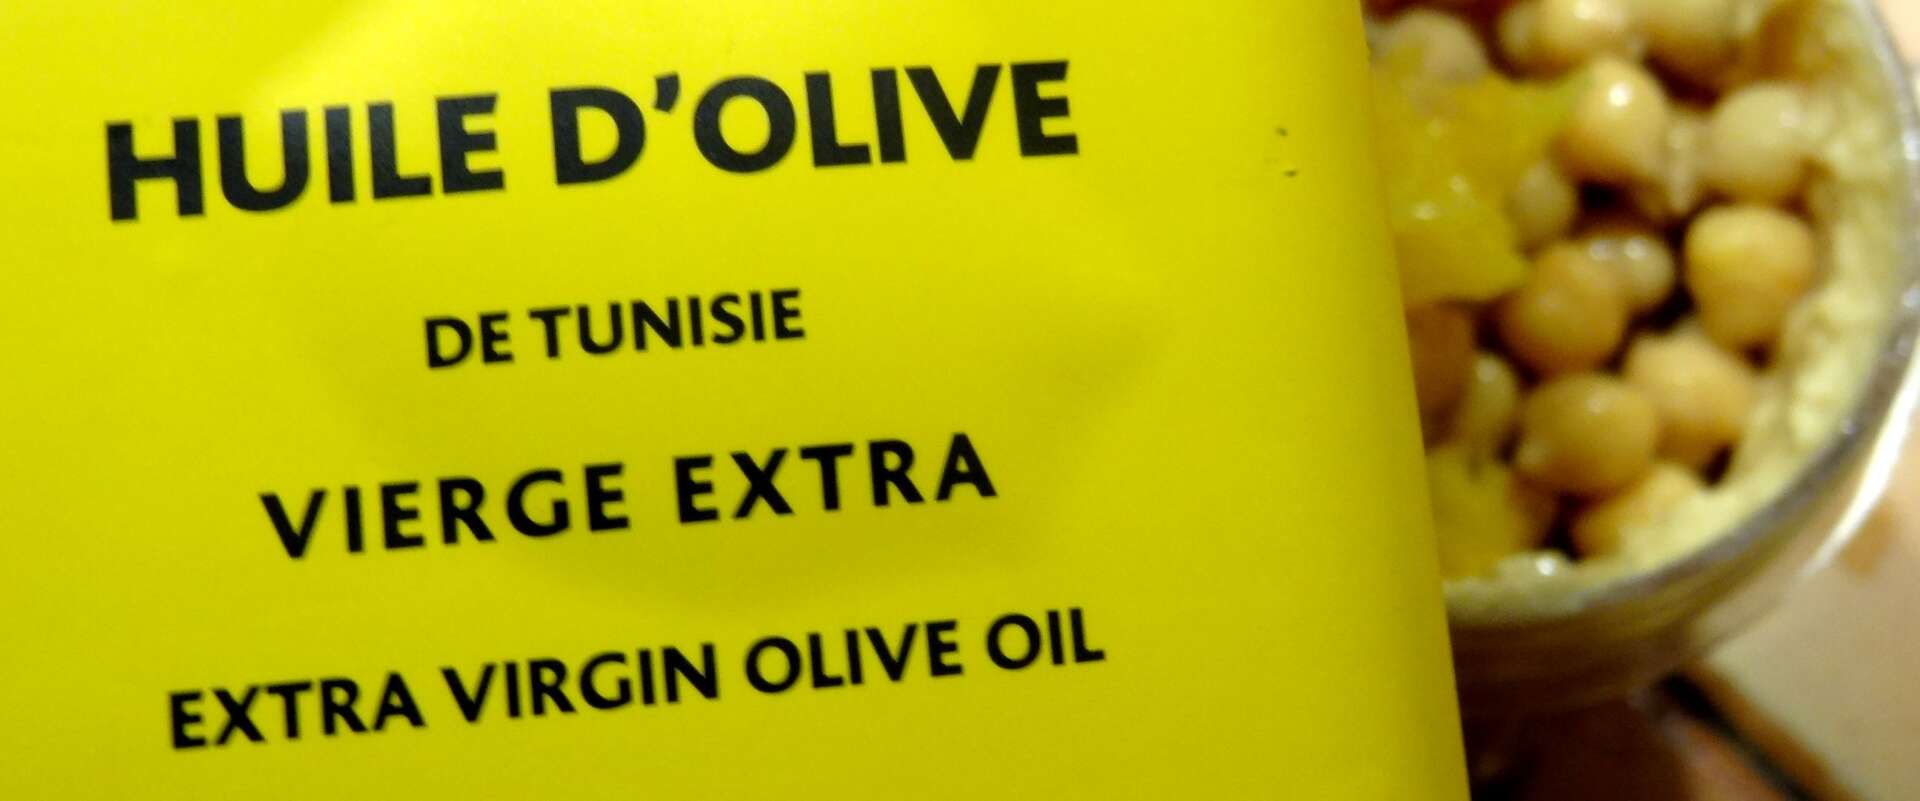 HUILE D'OLIVE
DE TUNISIE
VIERGE EXTRA
EXTRA VIRGIN OLIVE OIL